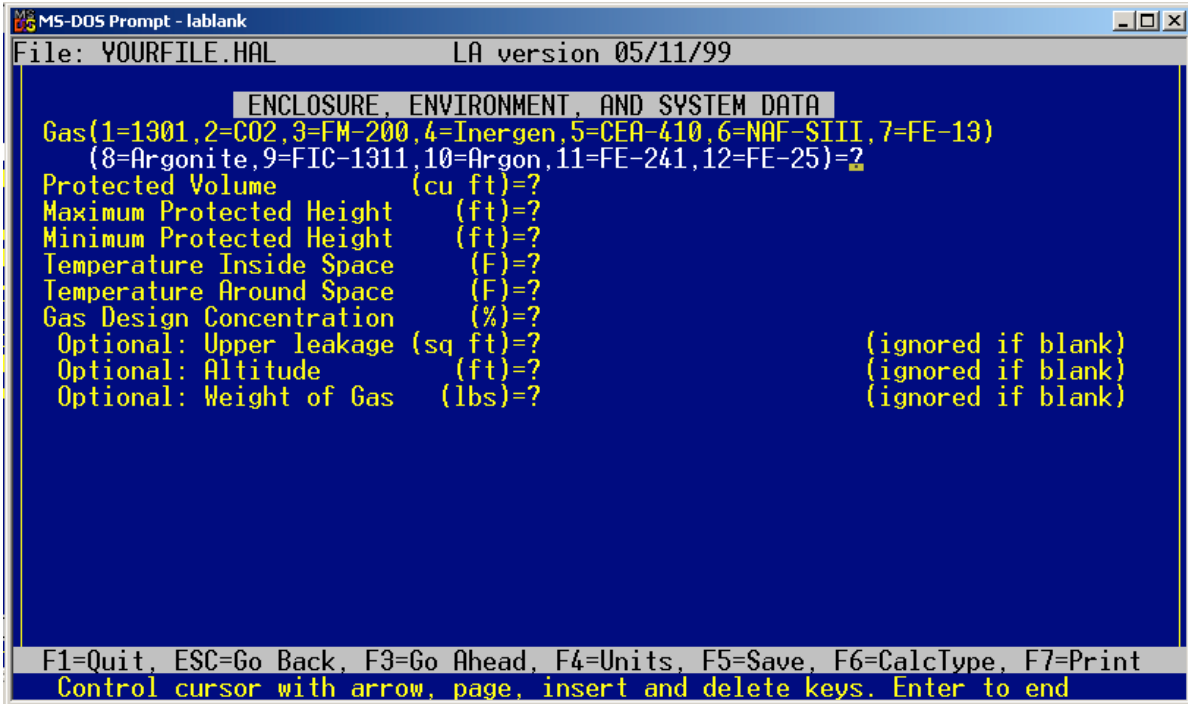 MS-DOS Prompt - lablank
File: YOURFILE.HAL LA version 05/11/99
ENCLOSURE, ENVIRONMENT, AND SYSTEM DATA
Gas(1=1301,2=CO2,3=FM-200,4=Inergen,5=CEA-410,6=NAF-SIII,7=FE-13)
(8=Argonite,9=FIC-1311,10=Argon,11=FE-241,12=FE-25)=?
Protected Volume (cu ft)=?
Maximum Protected Height (ft)=?
Minimum Protected Height (ft)=?
Temperature Inside Space (F)=?
Temperature Around Space (F)=?
Gas Design Concentration (%)=?
Optional: Upper leakage (sq ft)=? (ignored if blank)
Optional: Altitude (ft)=? (ignored if blank)
Optional: Weight of Gas (lbs)=? (ignored if blank)
F1=Quit, ESC=Go Back, F3=Go Ahead, F4=Units, F5=Save, F6=CalcType, F7=Print
Control cursor with arrow, page, insert and delete keys. Enter to end